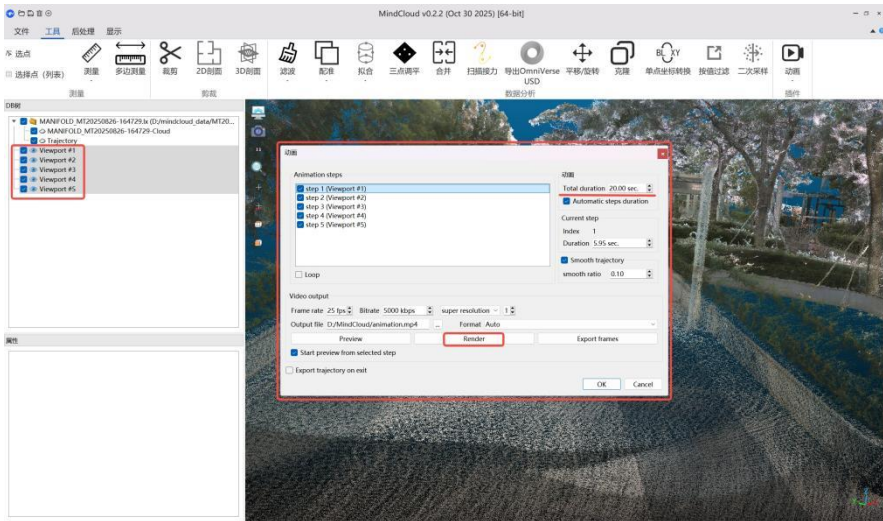 MindCloud v0.2.2 (Oct 30 2025) [64-bit]
文件 工具 后处理 显示
选点
选择点（列表）
测量 多边测量 裁剪 2D剖面 3D剖面 滤波 配准 拟合 三点调平 合并 扫描接力 导出OmniVerse USD 平移/旋转 克隆 单点坐标转换 按值过滤 二次采样 动画
测量 剪裁 数据分析 插件
DB树
MANIFOLD_MT20250826-164729.lx (D:/mindcloud_data/MT20...
MANIFOLD_MT20250826-164729-Cloud
Trajectory
Viewport #1
Viewport #2
Viewport #3
Viewport #4
Viewport #5
属性
动画
Animation steps
step 1 (Viewport #1)
step 2 (Viewport #2)
step 3 (Viewport #3)
step 4 (Viewport #4)
step 5 (Viewport #5)
Loop
动画
Total duration 20.00 sec.
Automatic steps duration
Current step
Index 1
Duration 5.95 sec.
Smooth trajectory
smooth ratio 0.10
Video output
Frame rate 25 fps Bitrate 5000 kbps super resolution 1
Output file D:/MindCloud/animation.mp4 ... Format Auto
Preview Render Export frames
Start preview from selected step
Export trajectory on exit
OK Cancel